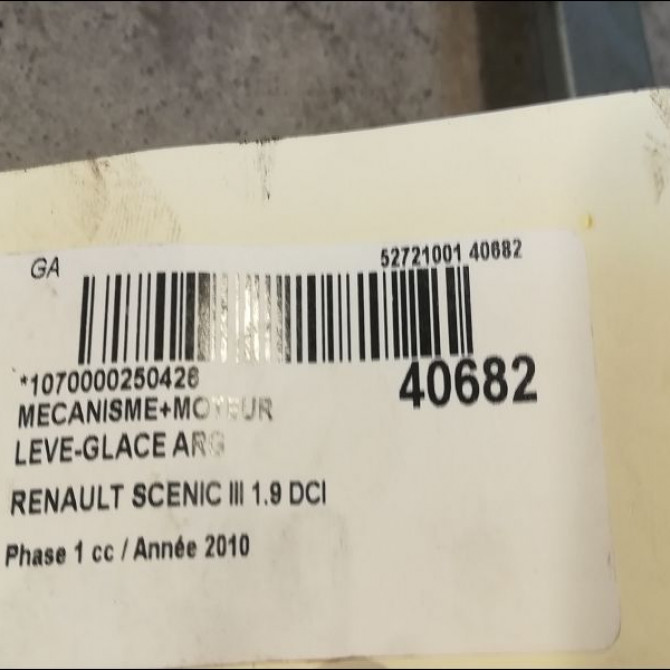 GA
52721001 40682
*1070000250426
40682
MECANISME+MOTEUR
LEVE-GLACE ARG
RENAULT SCENIC III 1.9 DCI
Phase 1 cc / Année 2010